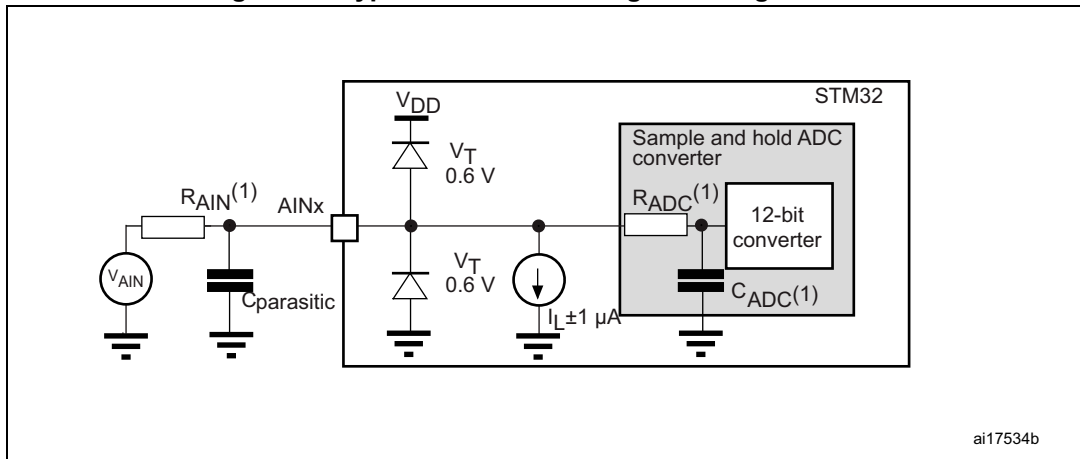 STM32
VDD
Sample and hold ADC
converter
VT
0.6 V
RAIN(1)
AINx
RADC(1)
12-bit
converter
VAIN
Cparasitic
VT
0.6 V
IL±1 µA
CADC(1)
ai17534b